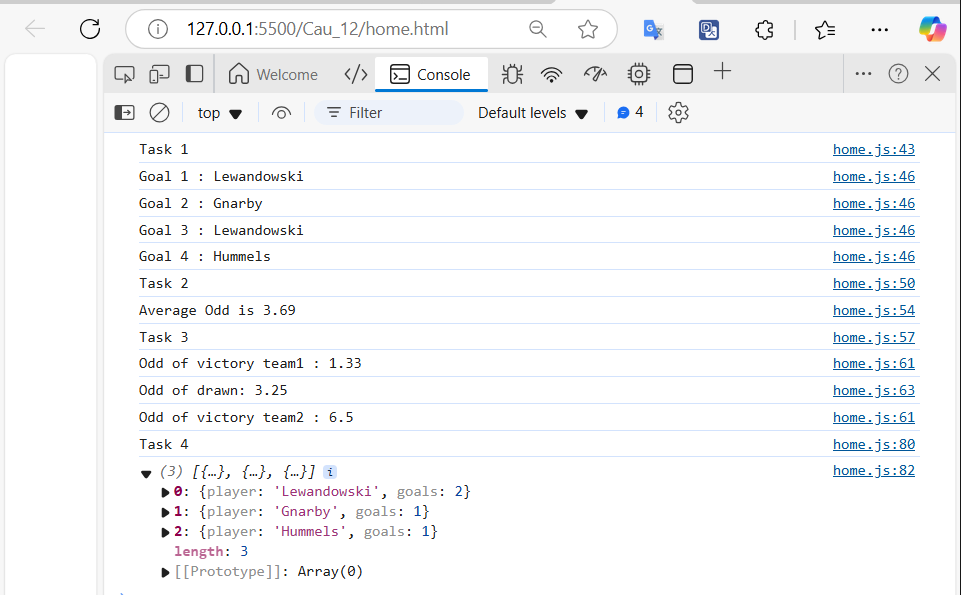 127.0.0.1:5500/Cau_12/home.html
Welcome Console
top Filter Default levels 4
Task 1 home.js:43
Goal 1 : Lewandowski home.js:46
Goal 2 : Gnarby home.js:46
Goal 3 : Lewandowski home.js:46
Goal 4 : Hummels home.js:46
Task 2 home.js:50
Average Odd is 3.69 home.js:54
Task 3 home.js:57
Odd of victory team1 : 1.33 home.js:61
Odd of drawn: 3.25 home.js:63
Odd of victory team2 : 6.5 home.js:61
Task 4 home.js:80
(3) [{…}, {…}, {…}] i home.js:82
0: {player: 'Lewandowski', goals: 2}
1: {player: 'Gnarby', goals: 1}
2: {player: 'Hummels', goals: 1}
length: 3
[[Prototype]]: Array(0)